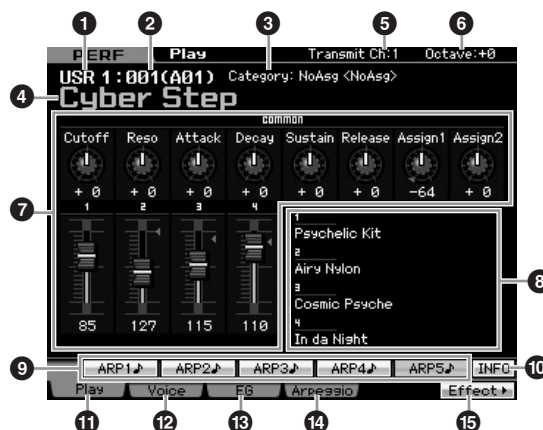 1 2 3 5 6
PERF Play Transmit Ch:1 Octave:+0
USR 1:001(A01) Category: NoAsg <NoAsg>
4 Cyber Step
common
Cutoff Reso Attack Decay Sustain Release Assign1 Assign2
+ 0 + 0 + 0 + 0 + 0 + 0 -64 + 0
7
1 2 3 4
85 127 115 110
1
Psychelic Kit
2
Airy Nylon
3
Cosmic Psyche
4
In da Night
8
9 ARP1♪ ARP2♪ ARP3♪ ARP4♪ ARP5♪ INFO 10
Play Voice EG Arpeggio Effect
11 12 13 14 15